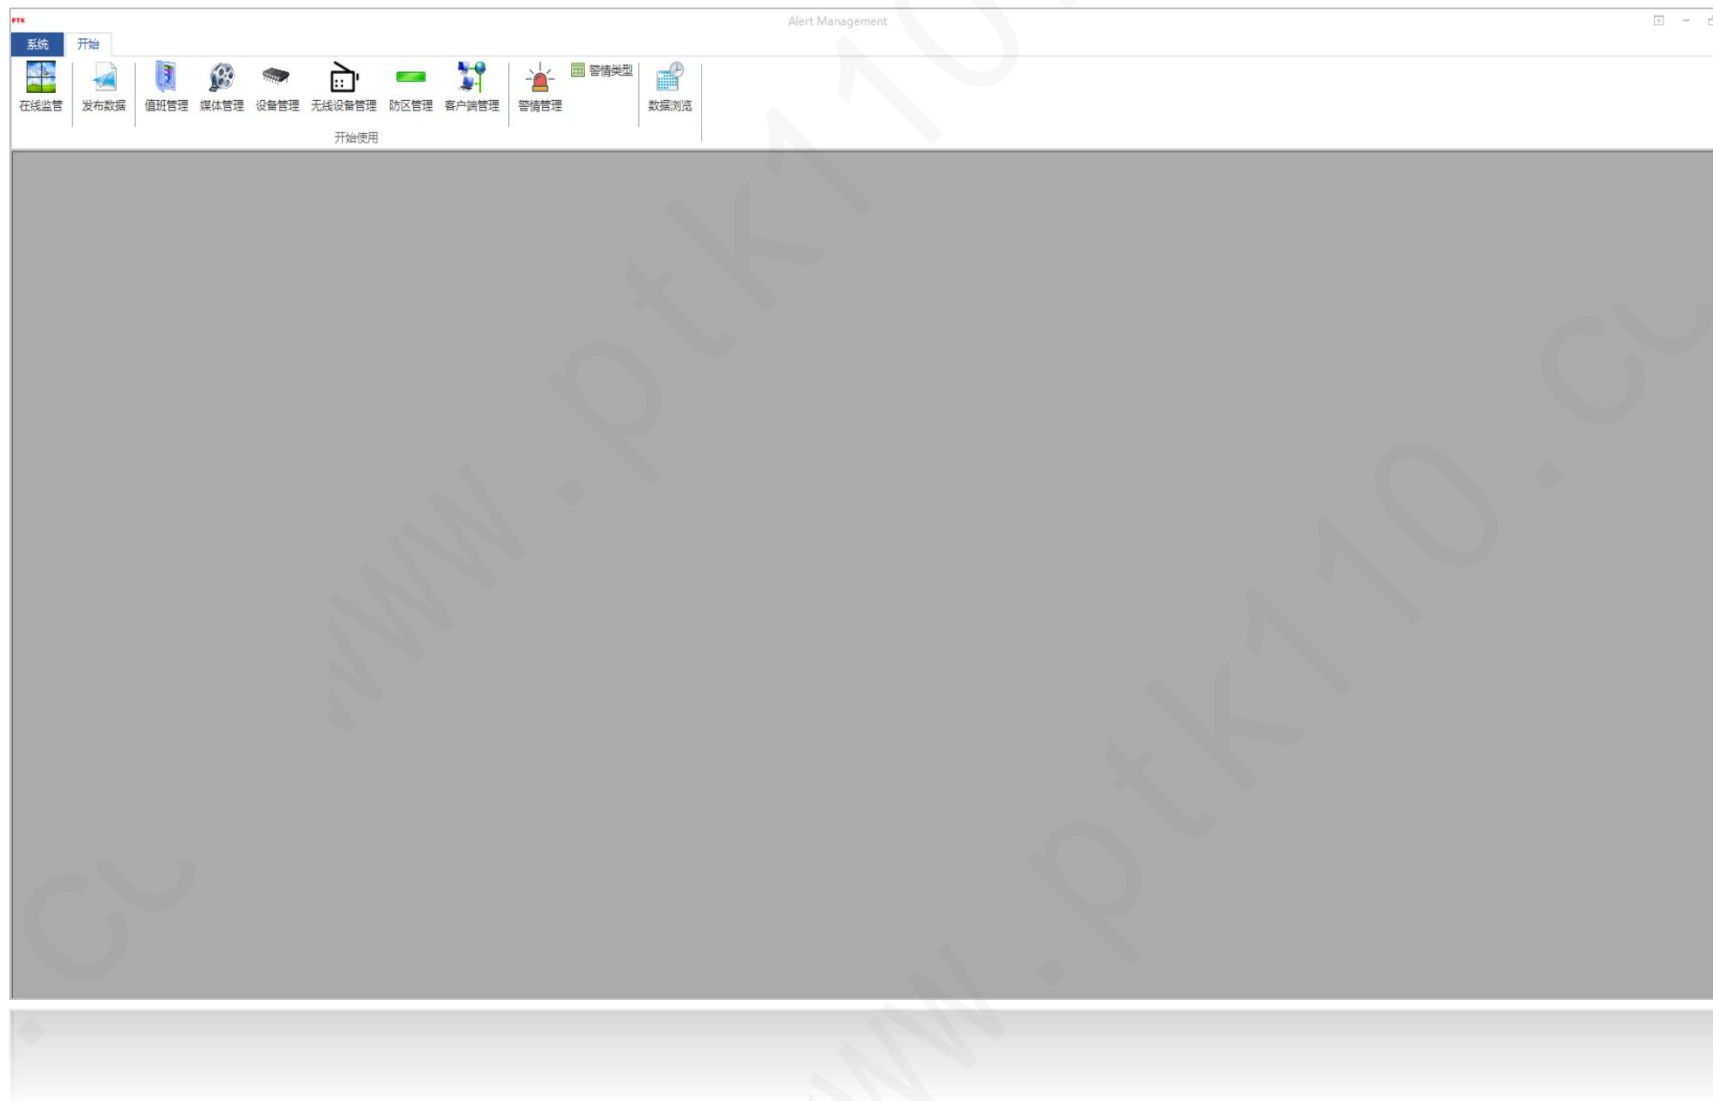 PTK
Alert Management
系统 开始
在线监管 发布数据 值班管理 媒体管理 设备管理 无线设备管理 防区管理 客户端管理 警情管理 警情类型 数据浏览
开始使用
www.ptk110.co
www.ptk110.co